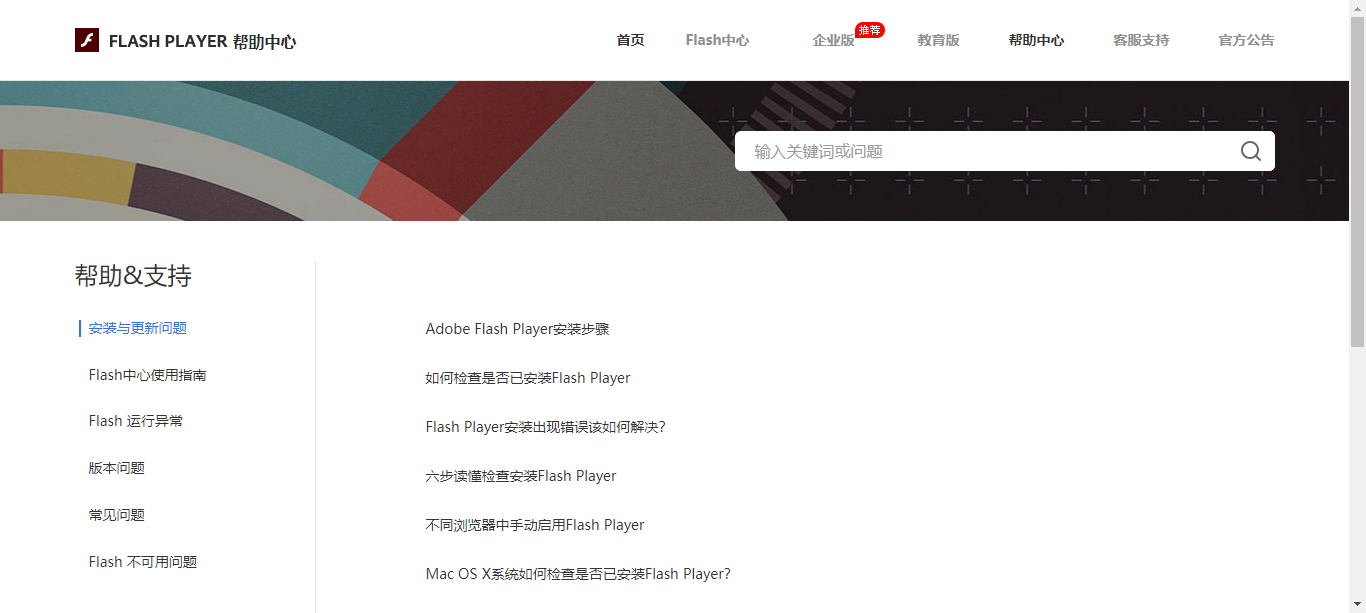 FLASH PLAYER 帮助中心
首页
Flash中心
企业版
推荐
教育版
帮助中心
客服支持
官方公告
输入关键词或问题
帮助&支持
安装与更新问题
Flash中心使用指南
Flash 运行异常
版本问题
常见问题
Flash 不可用问题
Adobe Flash Player安装步骤
如何检查是否已安装Flash Player
Flash Player安装出现错误该如何解决?
六步读懂检查安装Flash Player
不同浏览器中手动启用Flash Player
Mac OS X系统如何检查是否已安装Flash Player?